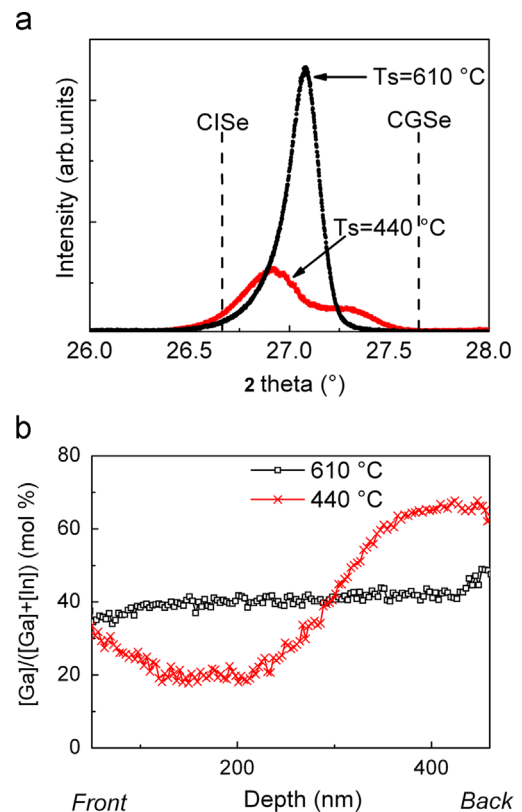 a
Intensity (arb.units)
CISe
CGSe
Ts=610 °C
Ts=440 °C
26.0 26.5 27.0 27.5 28.0
2 theta (°)
b
[Ga]/([Ga]+[In]) (mol %)
80
60
40
20
0
610 °C
440 °C
200 400
Front Depth (nm) Back